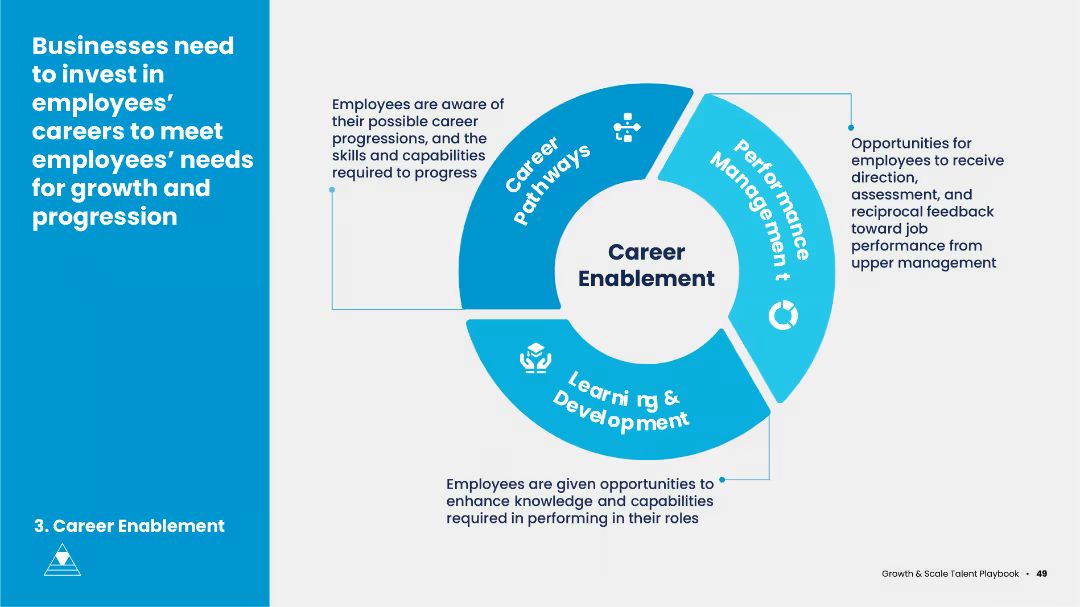 Businesses need
to invest in
employees’
careers to meet
employees’ needs
for growth and
progression
3. Career Enablement
Employees are aware of
their possible career
progressions, and the
skills and capabilities
required to progress
Career
Pathways
Performance
Management
Opportunities for
employees to receive
direction,
assessment, and
reciprocal feedback
toward job
performance from
upper management
Career
Enablement
Learning &
Development
Employees are given opportunities to
enhance knowledge and capabilities
required in performing in their roles
Growth & Scale Talent Playbook • 49